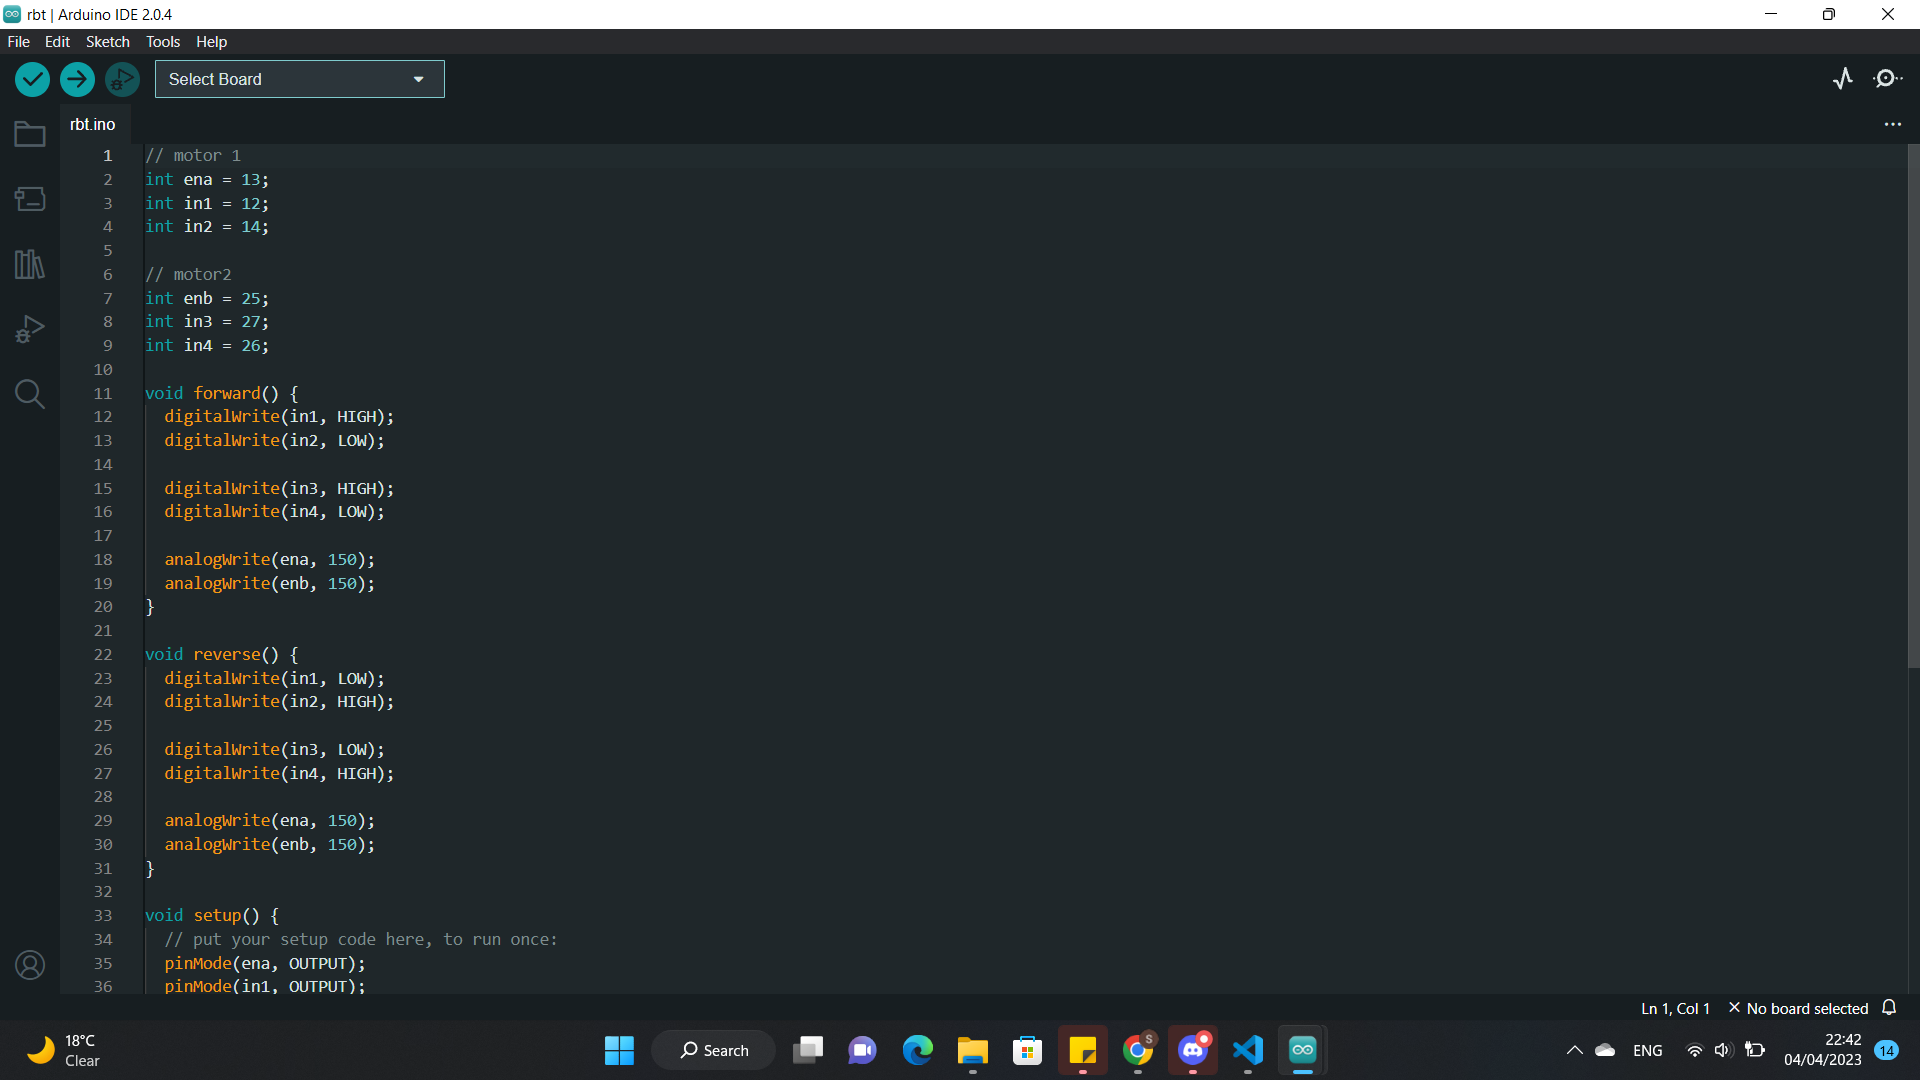 rbt | Arduino IDE 2.0.4
File Edit Sketch Tools Help
Select Board
rbt.ino
1 // motor 1
2 int ena = 13;
3 int in1 = 12;
4 int in2 = 14;
5
6 // motor2
7 int enb = 25;
8 int in3 = 27;
9 int in4 = 26;
10
11 void forward() {
12 digitalWrite(in1, HIGH);
13 digitalWrite(in2, LOW);
14
15 digitalWrite(in3, HIGH);
16 digitalWrite(in4, LOW);
17
18 analogWrite(ena, 150);
19 analogWrite(enb, 150);
20 }
21
22 void reverse() {
23 digitalWrite(in1, LOW);
24 digitalWrite(in2, HIGH);
25
26 digitalWrite(in3, LOW);
27 digitalWrite(in4, HIGH);
28
29 analogWrite(ena, 150);
30 analogWrite(enb, 150);
31 }
32
33 void setup() {
34 // put your setup code here, to run once:
35 pinMode(ena, OUTPUT);
36 pinMode(in1, OUTPUT);
Ln 1, Col 1 No board selected
18°C
Clear
Search
S
ENG
22:42
04/04/2023
14